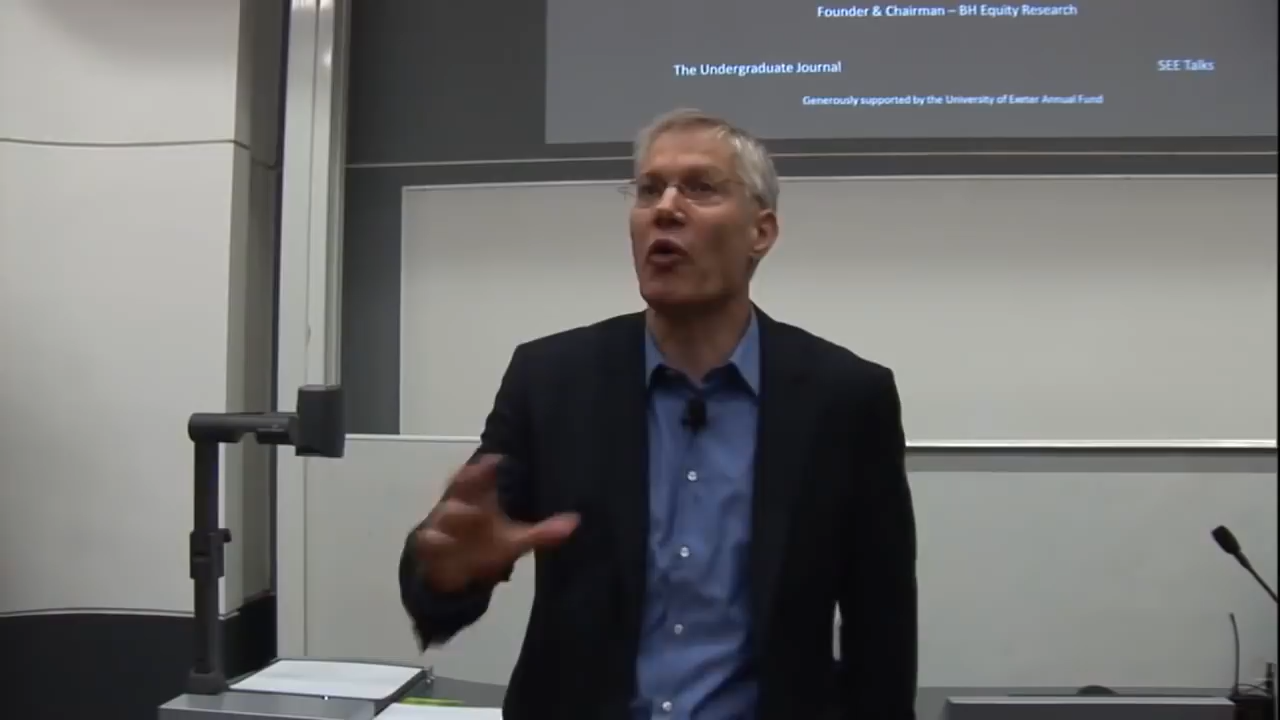 Founder & Chairman – BH Equity Research
The Undergraduate Journal
SEE Talks
Generously supported by the University of Exeter Annual Fund